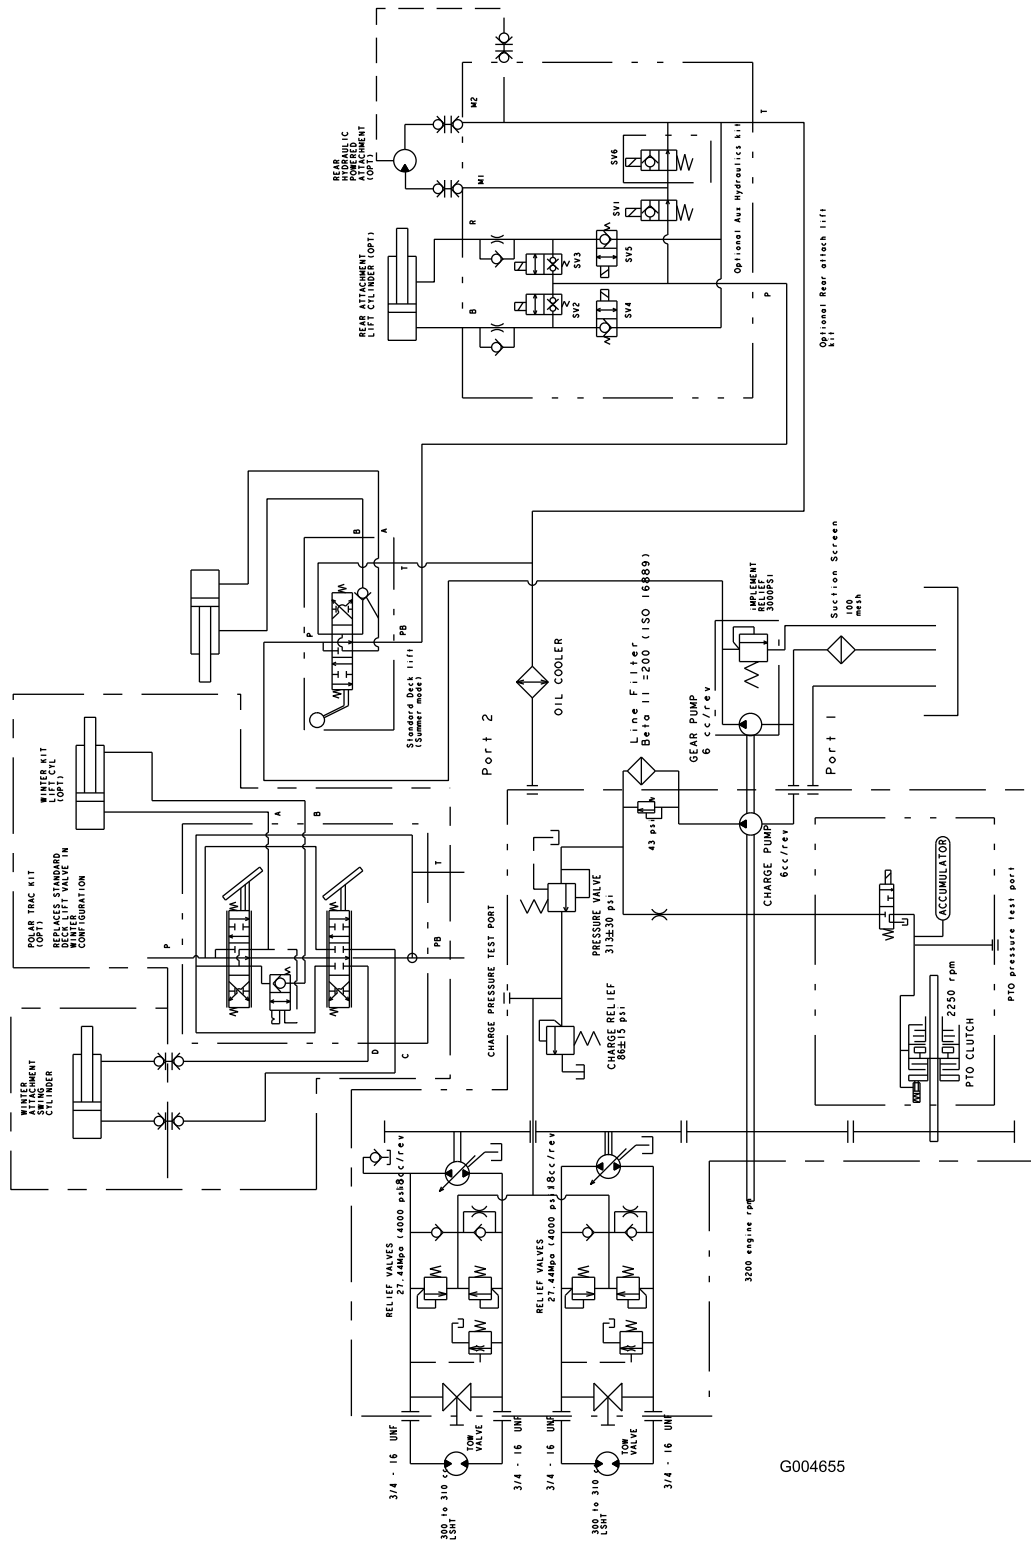 M2
T
REAR
HYDRAULIC
POWERED
ATTACHMENT
(OPT)
M1
SV6
SV1
Optional Aux Hydraulics kit
R
SV3
SV5
REAR ATTACHMENT
LIFT CYLINDER (OPT)
B
SV2
SV4
P
Optional Rear attach lift
kit
B
A
T
P
PB
Standard Deck lift
(Summer mode)
OIL COOLER
Port 2
Line Filter
Beta 11 =200 (ISO 16889)
IMPLEMENT
RELIEF
3000PSI
Suction Screen
100
mesh
GEAR PUMP
6 cc/rev
Port 1
WINTER KIT
LIFT CYL
(OPT)
A
B
POLAR TRAC KIT
(OPT)
REPLACES STANDARD
DECK LIFT VALVE IN
WINTER
CONFIGURATION
P
T
PB
D
C
WINTER
ATTACHMENT
SWING
CYLINDER
43 psi
CHARGE PUMP
6cc/rev
PRESSURE VALVE
313±30 psi
CHARGE PRESSURE TEST PORT
CHARGE RELIEF
86±15 psi
ACCUMULATOR
PTO pressure test port
2250 rpm
PTO CLUTCH
3200 engine rpm
18cc/rev
RELIEF VALVES
27.44Mpa (4000 psi)
18cc/rev
RELIEF VALVES
27.44Mpa (4000 psi)
3/4 - 16 UNF
TOW
VALVE
3/4 - 16 UNF
3/4 - 16 UNF
TOW
VALVE
3/4 - 16 UNF
300 to 310 cc
LSHT
300 to 310 c
LSHT
G004655